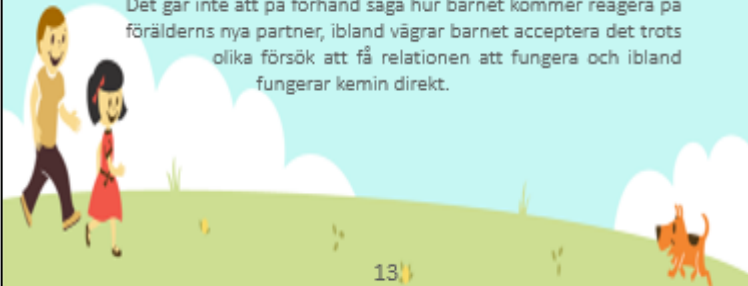 Det går inte att på förhand säga hur barnet kommer reagera på
förälderns nya partner, ibland vägrar barnet acceptera det trots
olika försök att få relationen att fungera och ibland
fungerar kemin direkt.
13